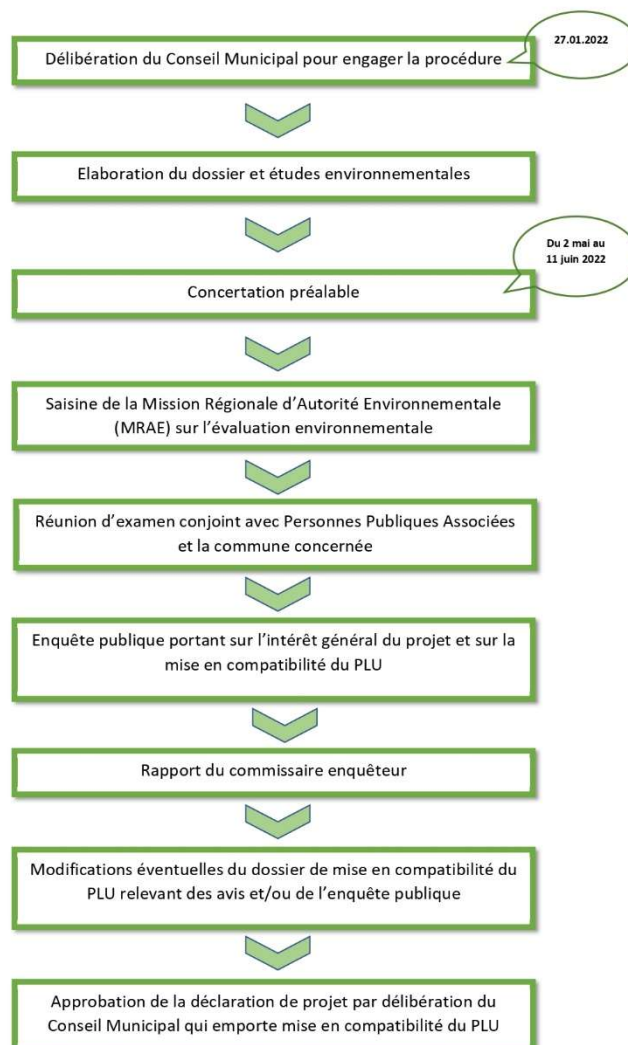 27.01.2022
Délibération du Conseil Municipal pour engager la procédure
Elaboration du dossier et études environnementales
Du 2 mai au
11 juin 2022
Concertation préalable
Saisine de la Mission Régionale d’Autorité Environnementale
(MRAE) sur l’évaluation environnementale
Réunion d’examen conjoint avec Personnes Publiques Associées
et la commune concernée
Enquête publique portant sur l’intérêt général du projet et sur la
mise en compatibilité du PLU
Rapport du commissaire enquêteur
Modifications éventuelles du dossier de mise en compatibilité du
PLU relevant des avis et/ou de l’enquête publique
Approbation de la déclaration de projet par délibération du
Conseil Municipal qui emporte mise en compatibilité du PLU